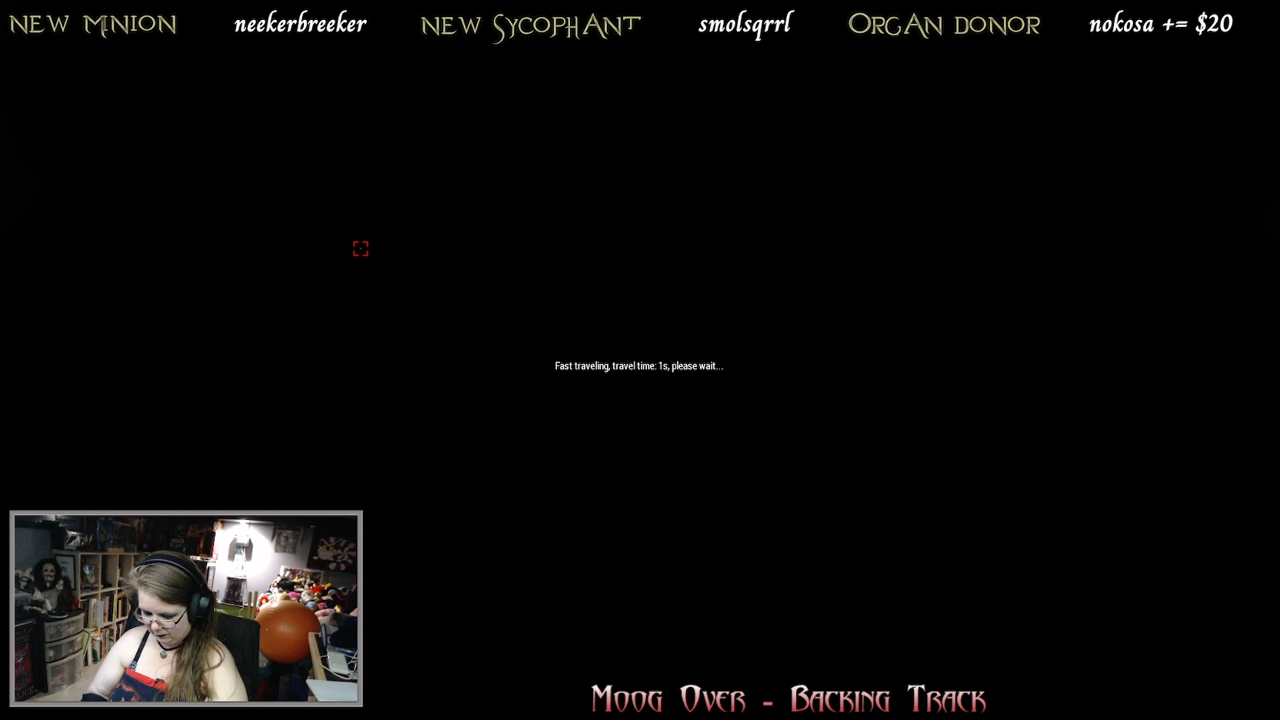 NEW MINION neekerbreeker NEW SYCOPHANT smolsqrrl ORGAN DONOR nokosa += $20
Fast traveling, travel time: 1s, please wait...
MOOG OVER - BACKING TRACK